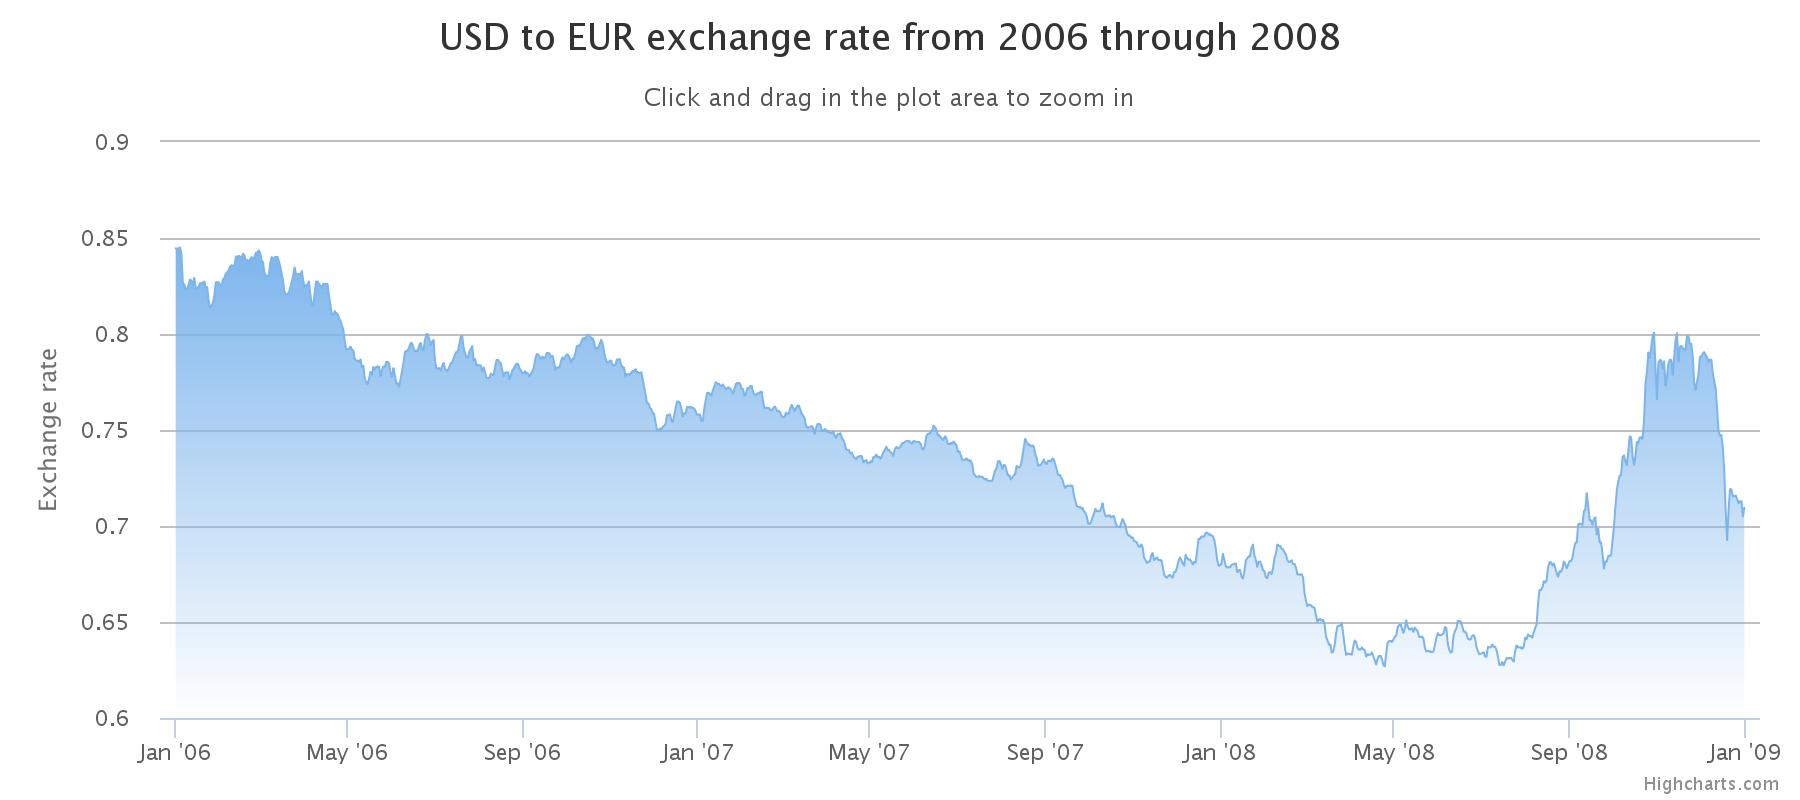 USD to EUR exchange rate from 2006 through 2008
Click and drag in the plot area to zoom in
Exchange rate
0.9
0.85
0.8
0.75
0.7
0.65
0.6
Jan '06 May '06 Sep '06 Jan '07 May '07 Sep '07 Jan '08 May '08 Sep '08 Jan '09
Highcharts.com